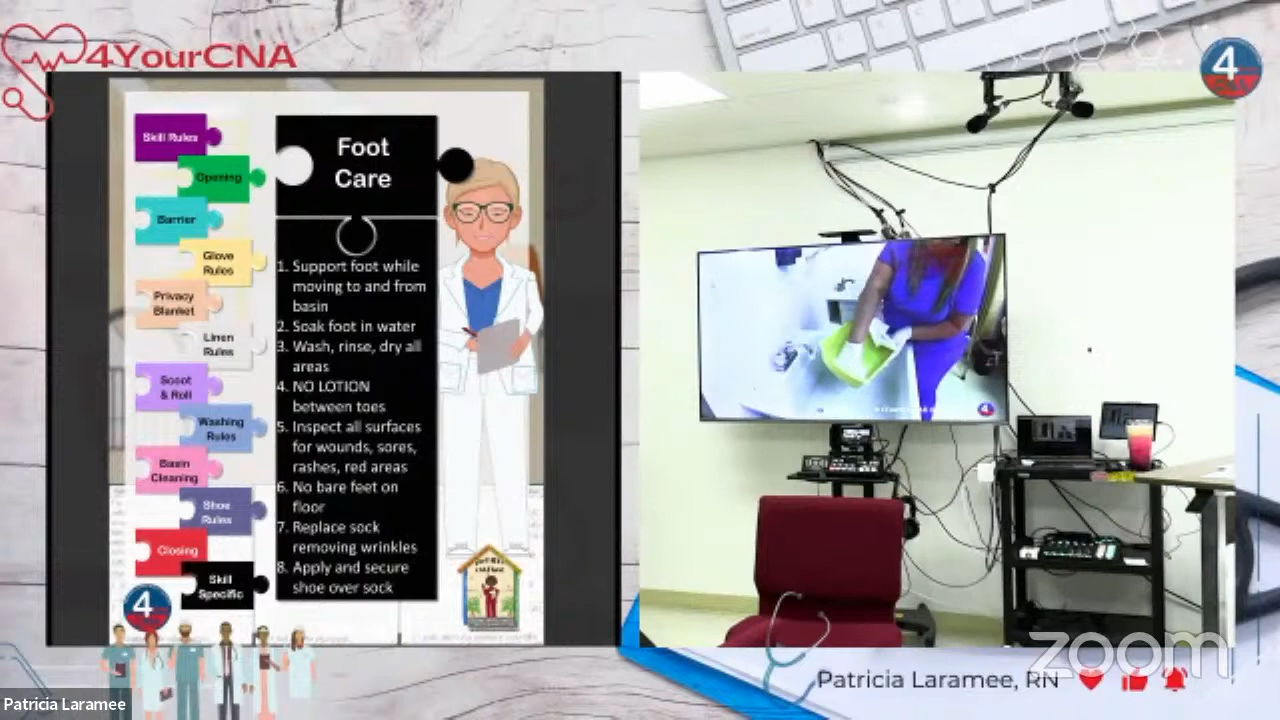 4YourCNA
4
Skill Rules
Opening
Barrier
Glove
Rules
Privacy
Blanket
Linen
Rules
Scoot
& Roll
Washing
Rules
Basin
Cleaning
Shoe
Rules
Closing
Skill
Specific
4
Foot
Care
1. Support foot while
moving to and from
basin
2. Soak foot in water
3. Wash, rinse, dry all
areas
4. NO LOTION
between toes
5. Inspect all surfaces
for wounds, sores,
rashes, red areas
6. No bare feet on
floor
7. Replace sock
removing wrinkles
8. Apply and secure
shoe over sock
4
zoom
Patricia Laramee, RN
Patricia Laramee